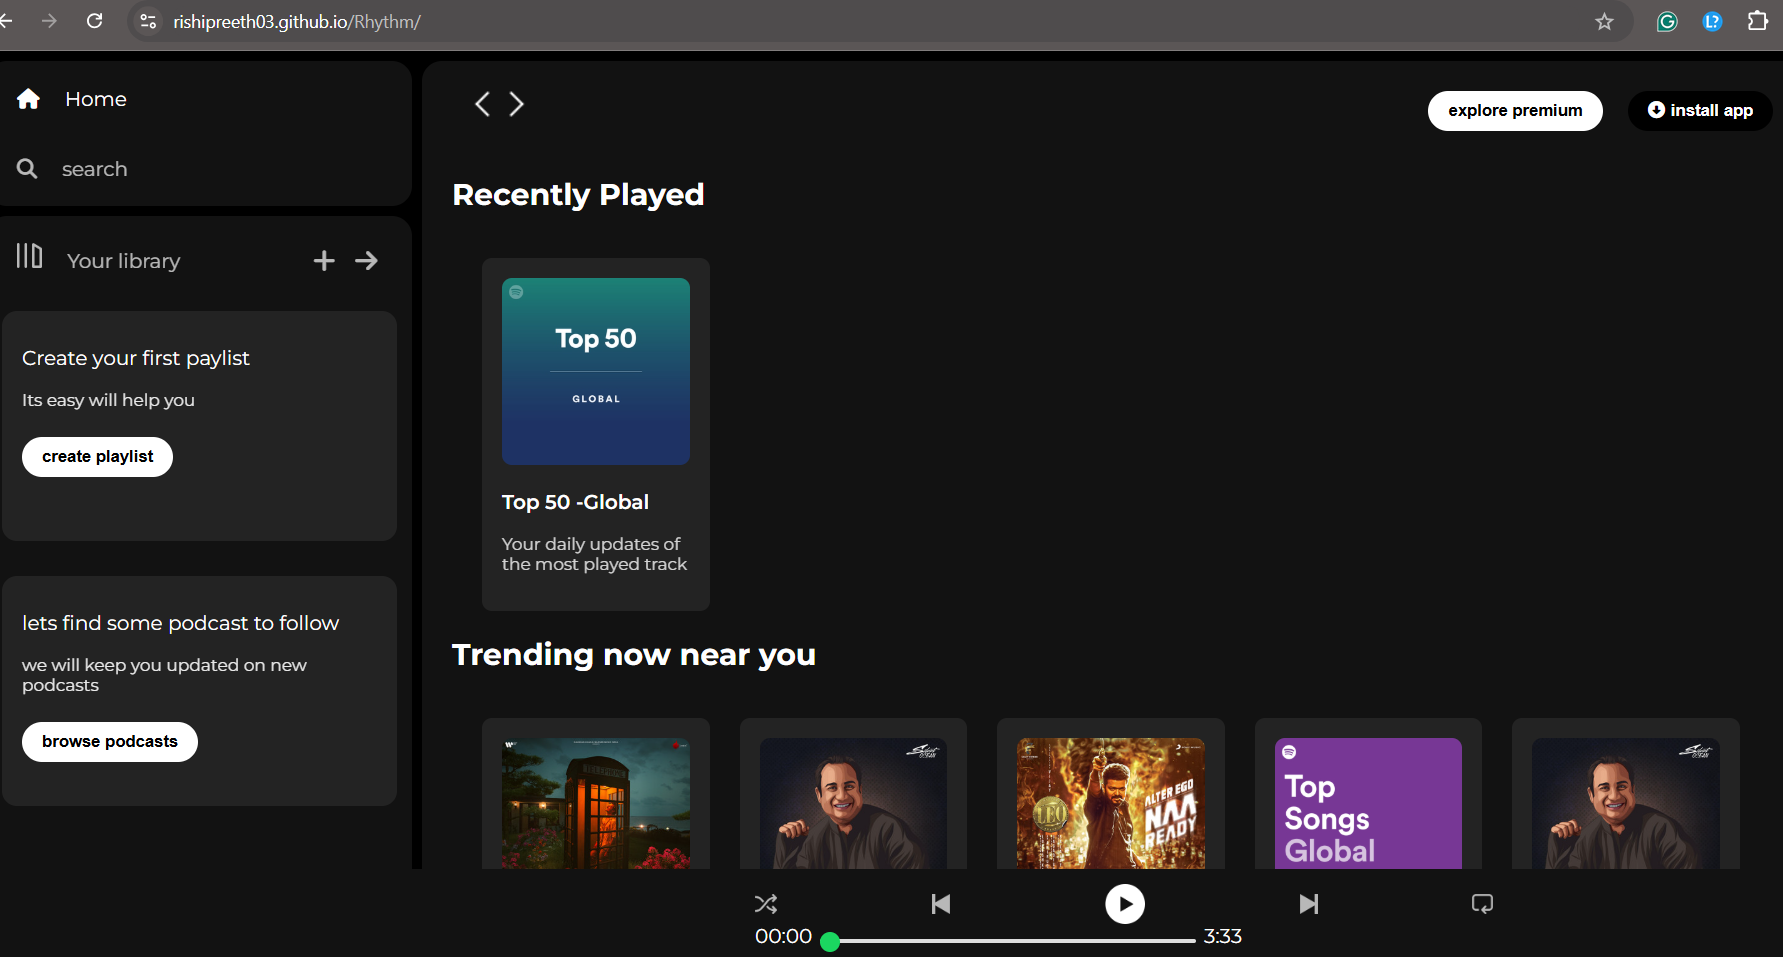 rishipreeth03.github.io/Rhythm/
Home
search
Your library
Create your first paylist
Its easy will help you
create playlist
lets find some podcast to follow
we will keep you updated on new
podcasts
browse podcasts
explore premium
install app
Recently Played
Top 50
GLOBAL
Top 50 -Global
Your daily updates of
the most played track
Trending now near you
LEO
ALTER EGO
NAA
READY
Top
Songs
Global
00:00
3:33